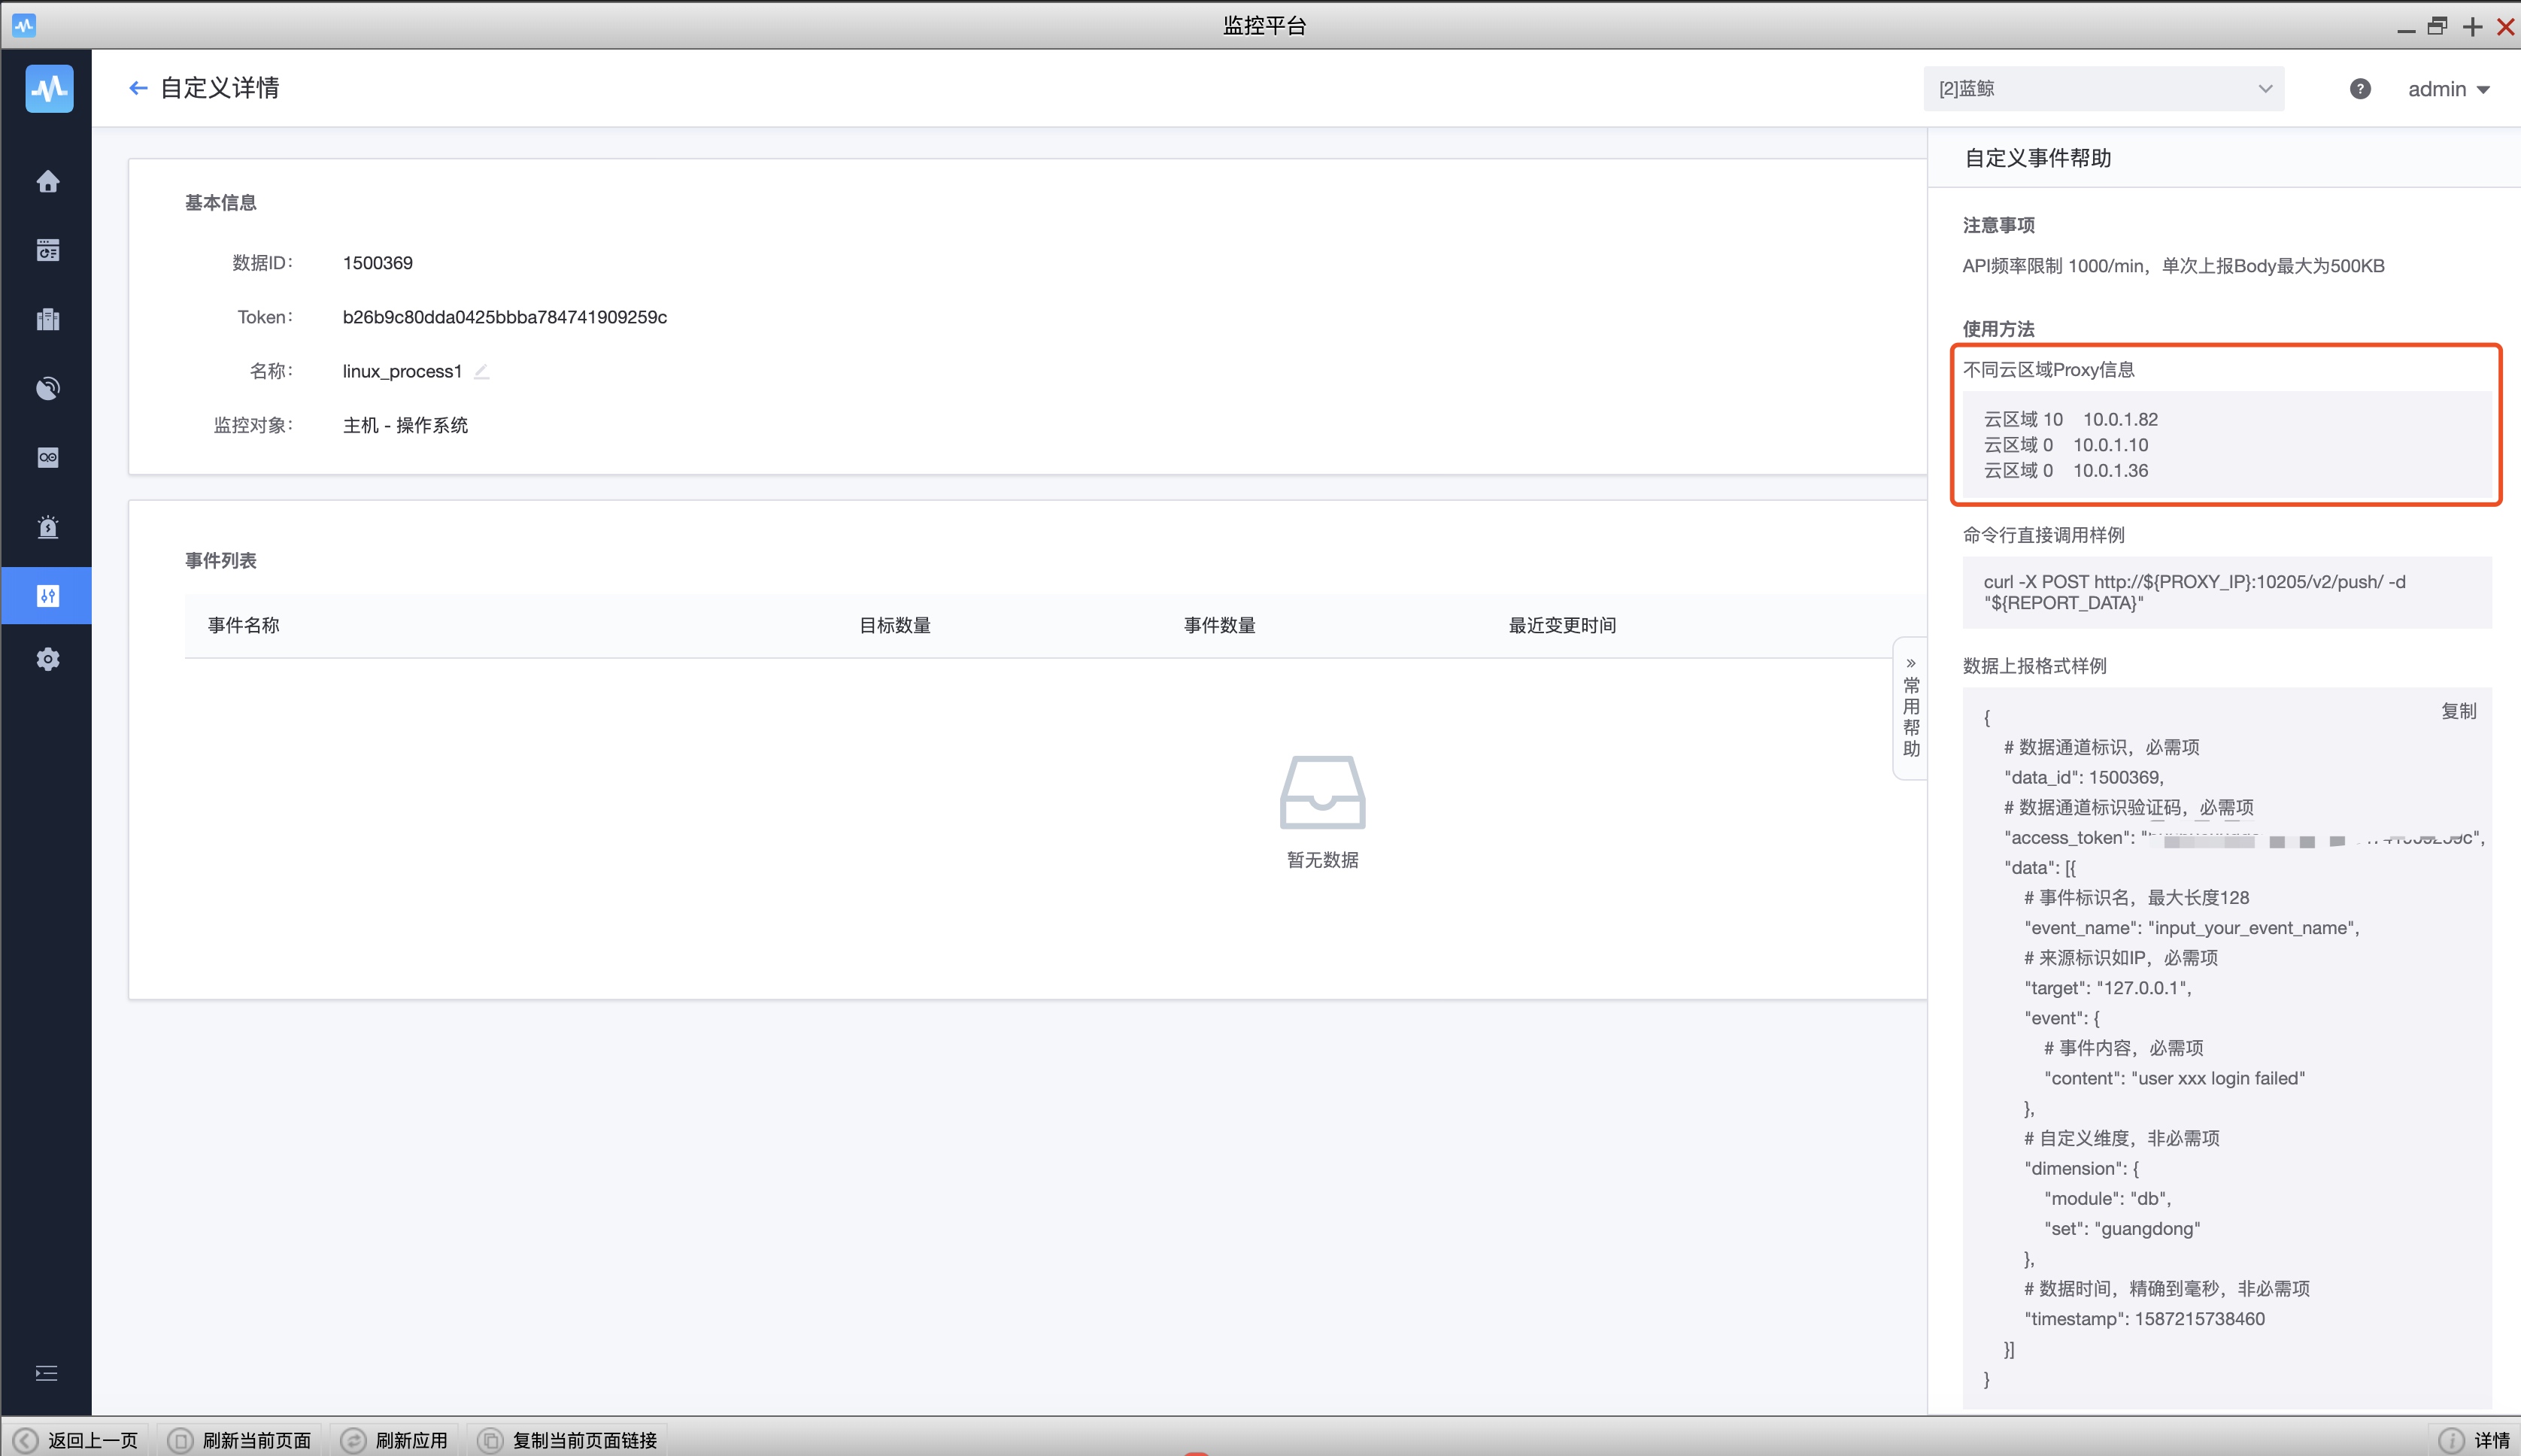 监控平台
自定义详情
[2]蓝鲸
admin
基本信息
数据ID:
1500369
Token:
b26b9c80dda0425bbba784741909259c
名称:
linux_process1
监控对象:
主机 - 操作系统
事件列表
事件名称
目标数量
事件数量
最近变更时间
暂无数据
»
常用帮助
自定义事件帮助
注意事项
API频率限制 1000/min，单次上报Body最大为500KB
使用方法
不同云区域Proxy信息
云区域 10 10.0.1.82
云区域 0 10.0.1.10
云区域 0 10.0.1.36
命令行直接调用样例
curl -X POST http://${PROXY_IP}:10205/v2/push/ -d
"${REPORT_DATA}"
数据上报格式样例
复制
{
# 数据通道标识，必需项
"data_id": 1500369,
# 数据通道标识验证码，必需项
"access_token":
"data": [{
# 事件标识名，最大长度128
"event_name": "input_your_event_name",
# 来源标识如IP，必需项
"target": "127.0.0.1",
"event": {
# 事件内容，必需项
"content": "user xxx login failed"
},
# 自定义维度，非必需项
"dimension": {
"module": "db",
"set": "guangdong"
},
# 数据时间，精确到毫秒，非必需项
"timestamp": 1587215738460
}]
}
返回上一页
刷新当前页面
刷新应用
复制当前页面链接
详情